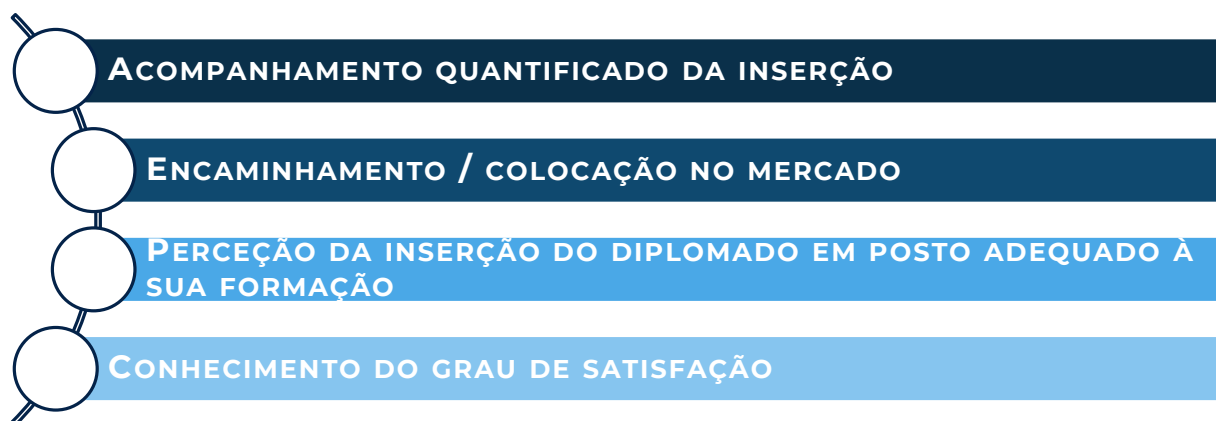 Acompanhamento quantificado da inserção
Encaminhamento / colocação no mercado
Perceção da inserção do diplomado em posto adequado à
sua formação
Conhecimento do grau de satisfação